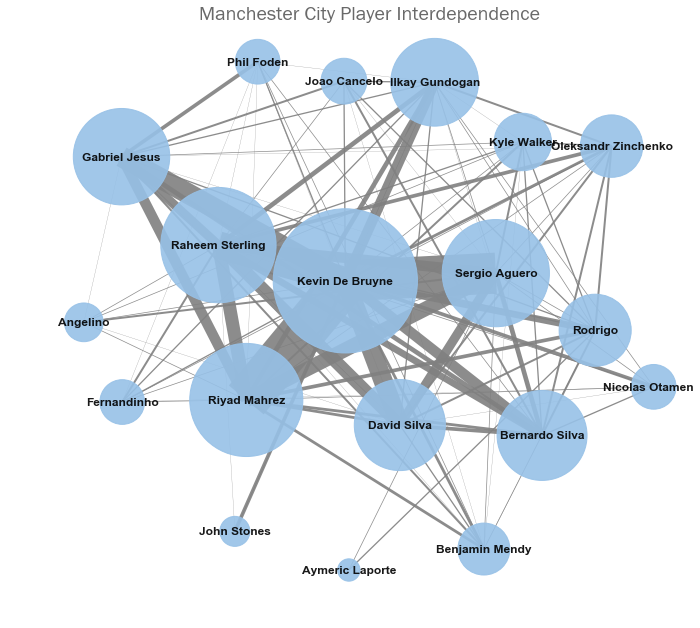 Manchester City Player Interdependence
Phil Foden
Joao Cancelo
Ilkay Gundogan
Kyle Walker
Oleksandr Zinchenko
Gabriel Jesus
Raheem Sterling
Kevin De Bruyne
Sergio Aguero
Angelino
Rodrigo
Nicolas Otamen
Fernandinho
Riyad Mahrez
David Silva
Bernardo Silva
John Stones
Benjamin Mendy
Aymeric Laporte